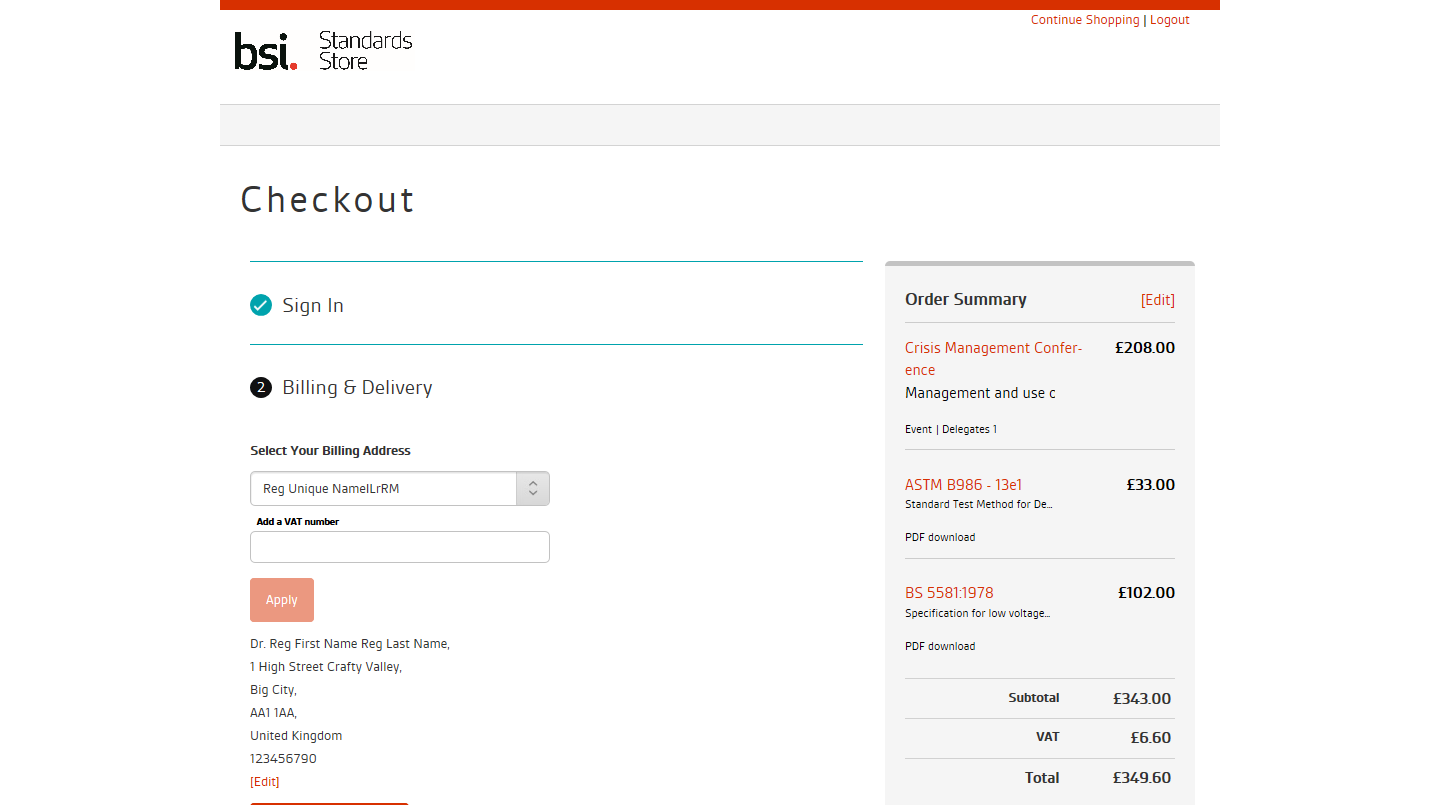 Continue Shopping | Logout
bsi. Standards
Store
Checkout
Sign In
2 Billing & Delivery
Select Your Billing Address
Reg Unique NameILrRM
Add a VAT number
Apply
Dr. Reg First Name Reg Last Name,
1 High Street Crafty Valley,
Big City,
AA1 1AA,
United Kingdom
123456790
[Edit]
Order Summary [Edit]
Crisis Management Confer- £208.00
ence
Management and use c
Event | Delegates 1
ASTM B986 - 13e1 £33.00
Standard Test Method for De...
PDF download
BS 5581:1978 £102.00
Specification for low voltage...
PDF download
Subtotal £343.00
VAT £6.60
Total £349.60